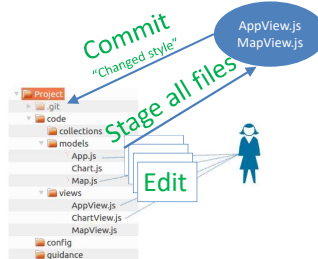 Commit
"Changed style"
AppView.js
MapView.js
Stage all files
Project
.git
code
collections
models
App.js
Chart.js
Map.js
Edit
views
AppView.js
ChartView.js
MapView.js
config
guidance